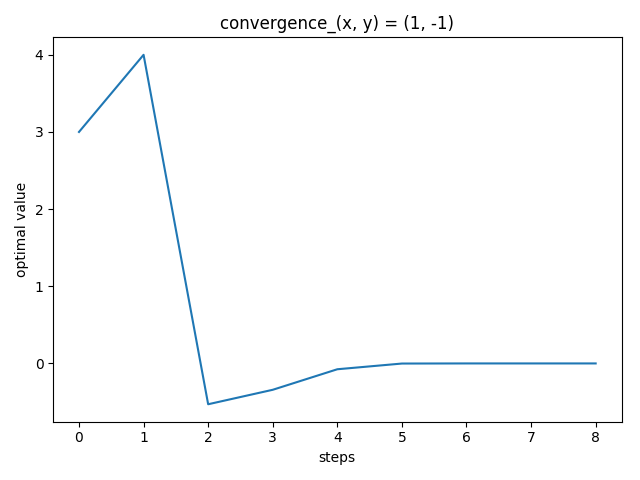 convergence_(x, y) = (1, -1)
4
3
2
1
0
optimal value
0 1 2 3 4 5 6 7 8
steps